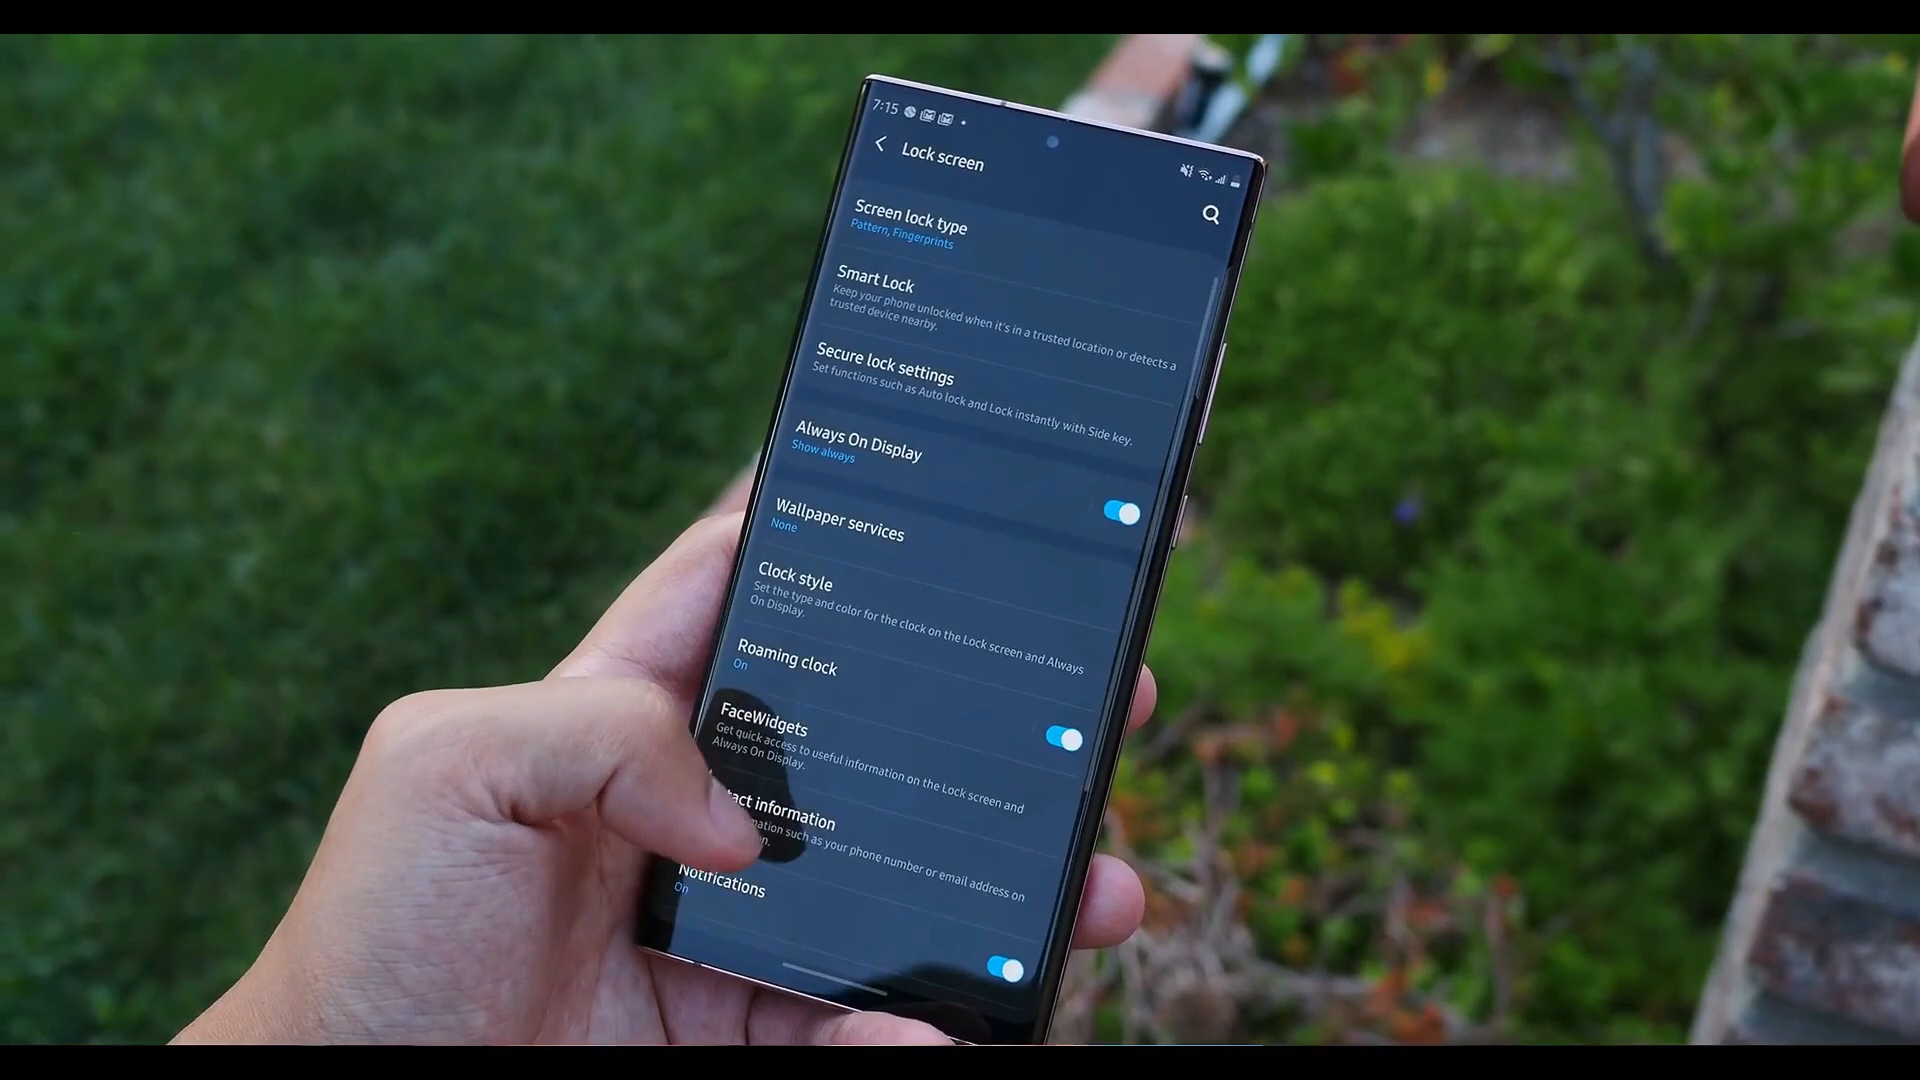 7:15
Lock screen
Screen lock type
Pattern, Fingerprints
Smart Lock
Keep your phone unlocked when it's in a trusted location or detects a
trusted device nearby.
Secure lock settings
Set functions such as Auto lock and Lock instantly with Side key.
Always On Display
Show always
Wallpaper services
None
Clock style
Set the type and color for the clock on the Lock screen and Always
On Display.
Roaming clock
On
FaceWidgets
Get quick access to useful information on the Lock screen and
Always On Display.
information
such as your phone number or email address on
Notifications
On